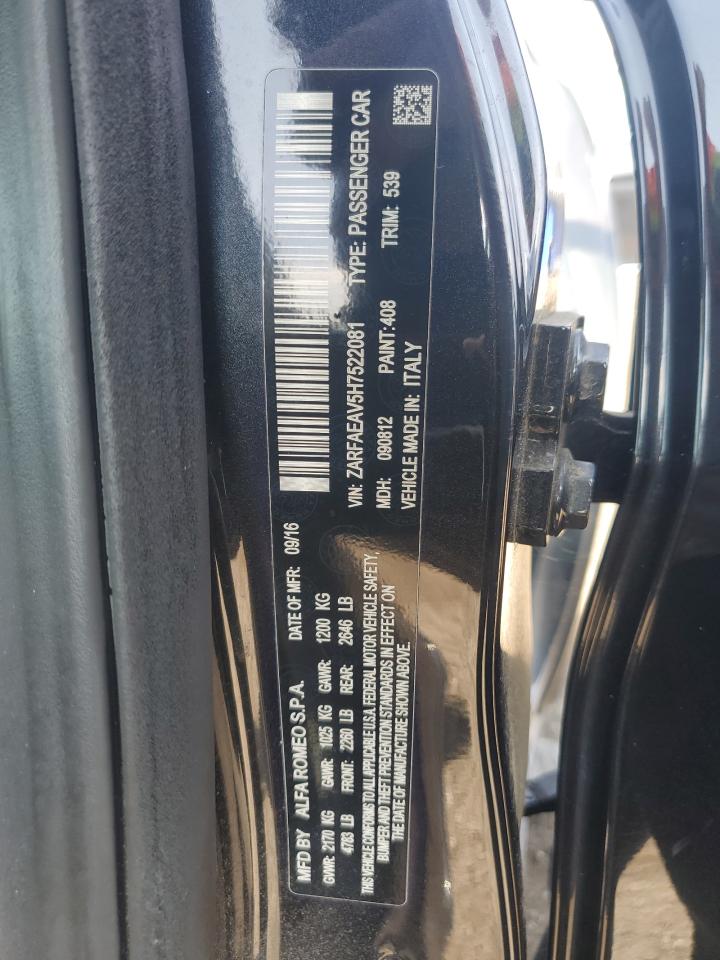 MFD BY ALFA ROMEO S.P.A. DATE OF MFR: 09/16
GVWR: 2170 KG GAWR: 1025 KG GAWR: 1200 KG
4783 LB FRONT: 2260 LB REAR: 2646 LB
THIS VEHICLE CONFORMS TO ALL APPLICABLE U.S.A. FEDERAL MOTOR VEHICLE SAFETY,
BUMPER AND THEFT PREVENTION STANDARDS IN EFFECT ON
THE DATE OF MANUFACTURE SHOWN ABOVE
VIN: ZARFAEAV5H7522081 TYPE: PASSENGER CAR
MDH: 090812 PAINT:408 TRIM: 539
VEHICLE MADE IN: ITALY